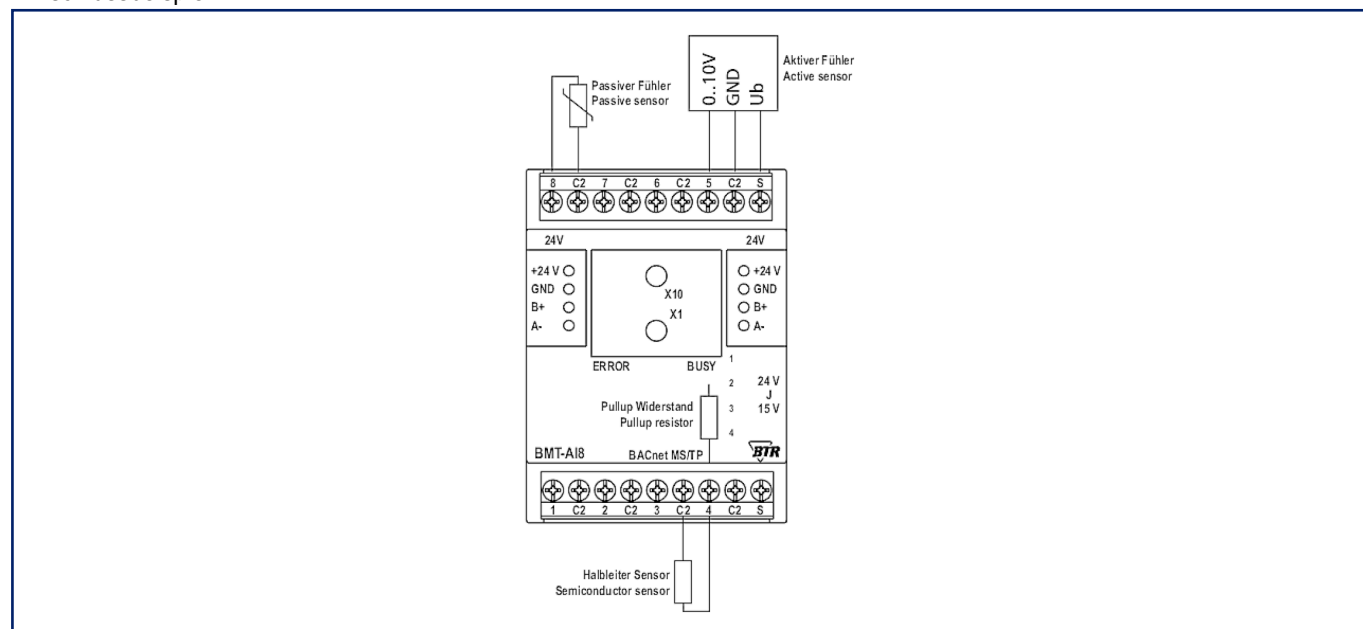 0..10V
GND
Ub
Aktiver Fühler
Active sensor
Passiver Fühler
Passive sensor
8 C2 7 C2 6 C2 5 C2 S
24V 24V
+24 V
GND
B+
A-
X10
X1
+24 V
GND
B+
A-
ERROR BUSY
1
2
3
4
24 V
J
15 V
Pullup Widerstand
Pullup resistor
BMT-AI8 BACnet MS/TP BTR
1 C2 2 C2 3 C2 4 C2 S
Halbleiter Sensor
Semiconductor sensor